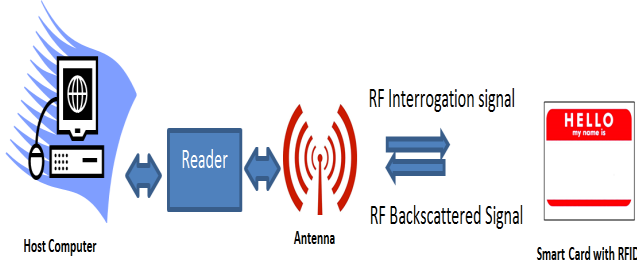 RF Interrogation signal
HELLO
my name is
Reader
RF Backscattered Signal
Host Computer
Antenna
Smart Card with RFID